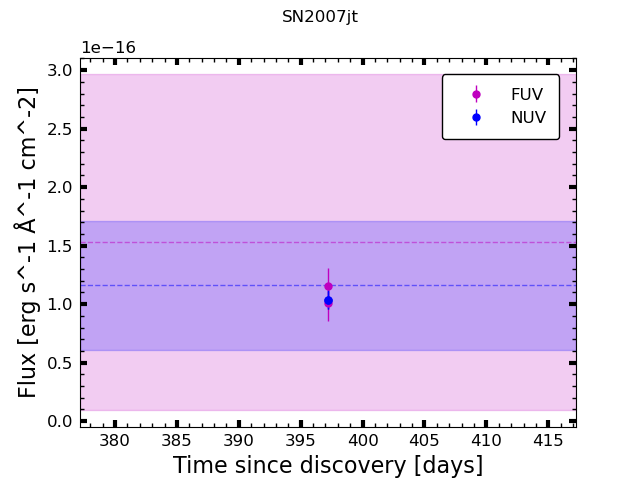 SN2007jt
1e−16
3.0
2.5
2.0
1.5
1.0
0.5
0.0
Flux [erg s^-1 Å^-1 cm^-2]
FUV
NUV
380 385 390 395 400 405 410 415
Time since discovery [days]